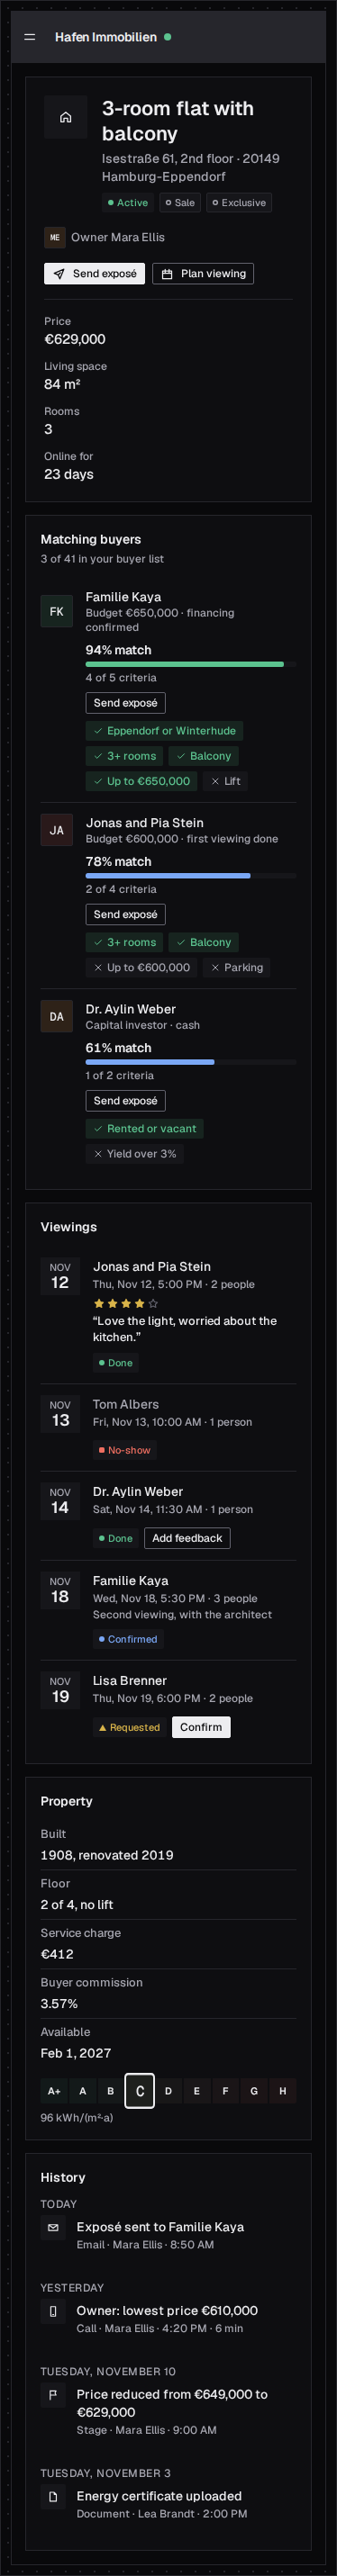 Hafen Immobilien
3-room flat with
balcony
Isestraße 61, 2nd floor · 20149
Hamburg-Eppendorf
Active Sale Exclusive
ME Owner Mara Ellis
Send exposé Plan viewing
Price
€629,000
Living space
84 m²
Rooms
3
Online for
23 days
Matching buyers
3 of 41 in your buyer list
FK
Familie Kaya
Budget €650,000 · financing
confirmed
94% match
4 of 5 criteria
Send exposé
Eppendorf or Winterhude
3+ rooms Balcony
Up to €650,000 Lift
JA
Jonas and Pia Stein
Budget €600,000 · first viewing done
78% match
2 of 4 criteria
Send exposé
3+ rooms Balcony
Up to €600,000 Parking
DA
Dr. Aylin Weber
Capital investor · cash
61% match
1 of 2 criteria
Send exposé
Rented or vacant
Yield over 3%
Viewings
NOV
12
Jonas and Pia Stein
Thu, Nov 12, 5:00 PM · 2 people
“Love the light, worried about the
kitchen.”
Done
NOV
13
Tom Albers
Fri, Nov 13, 10:00 AM · 1 person
No-show
NOV
14
Dr. Aylin Weber
Sat, Nov 14, 11:30 AM · 1 person
Done Add feedback
NOV
18
Familie Kaya
Wed, Nov 18, 5:30 PM · 3 people
Second viewing, with the architect
Confirmed
NOV
19
Lisa Brenner
Thu, Nov 19, 6:00 PM · 2 people
Requested Confirm
Property
Built
1908, renovated 2019
Floor
2 of 4, no lift
Service charge
€412
Buyer commission
3.57%
Available
Feb 1, 2027
A+ A B C D E F G H
96 kWh/(m²·a)
History
TODAY
Exposé sent to Familie Kaya
Email · Mara Ellis · 8:50 AM
YESTERDAY
Owner: lowest price €610,000
Call · Mara Ellis · 4:20 PM · 6 min
TUESDAY, NOVEMBER 10
Price reduced from €649,000 to
€629,000
Stage · Mara Ellis · 9:00 AM
TUESDAY, NOVEMBER 3
Energy certificate uploaded
Document · Lea Brandt · 2:00 PM